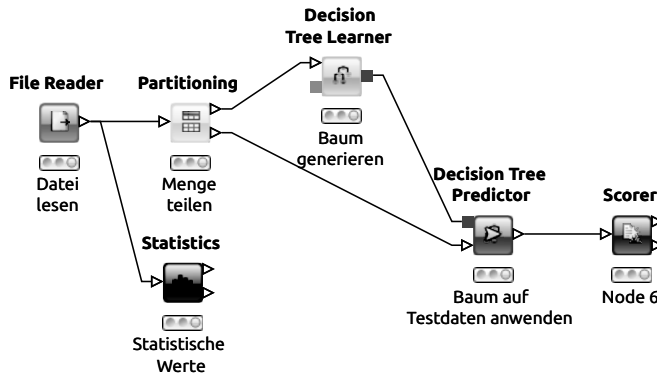 Decision
Tree Learner
File Reader
Partitioning
Baum
generieren
Datei
lesen
Menge
teilen
Decision Tree
Predictor
Scorer
Statistics
Baum auf
Testdaten anwenden
Node 6
Statistische
Werte